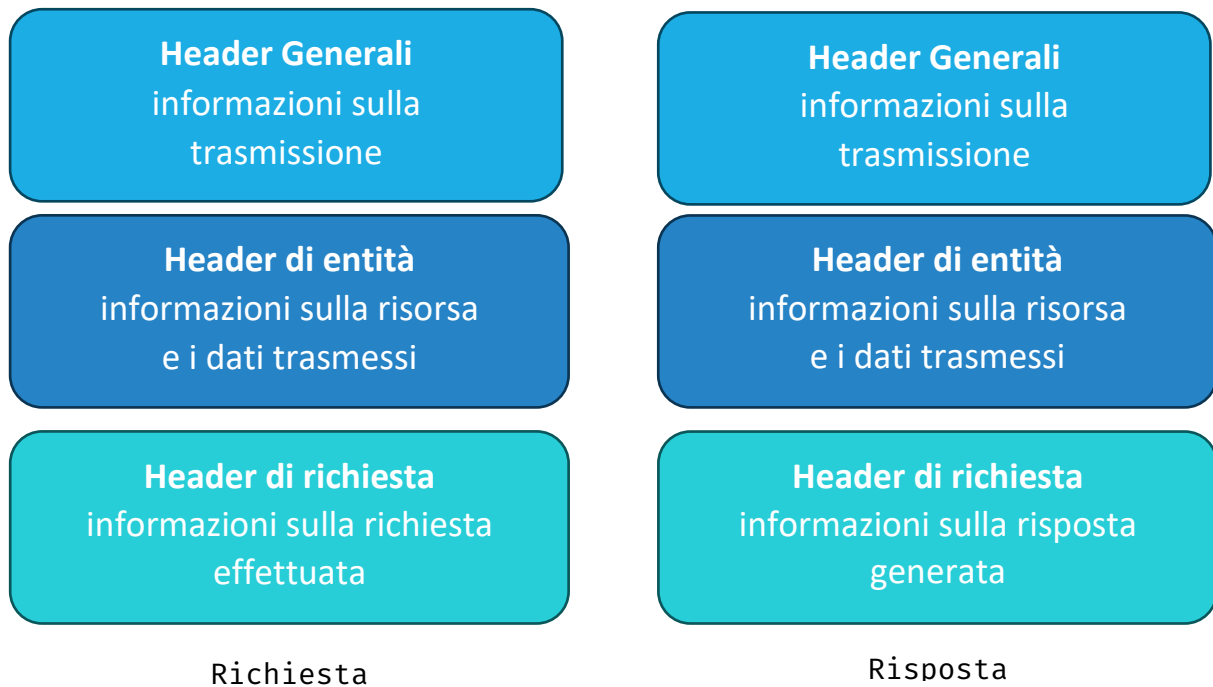 Header Generali
informazioni sulla
trasmissione
Header di entità
informazioni sulla risorsa
e i dati trasmessi
Header di richiesta
informazioni sulla richiesta
effettuata
Richiesta
Header Generali
informazioni sulla
trasmissione
Header di entità
informazioni sulla risorsa
e i dati trasmessi
Header di richiesta
informazioni sulla risposta
generata
Risposta